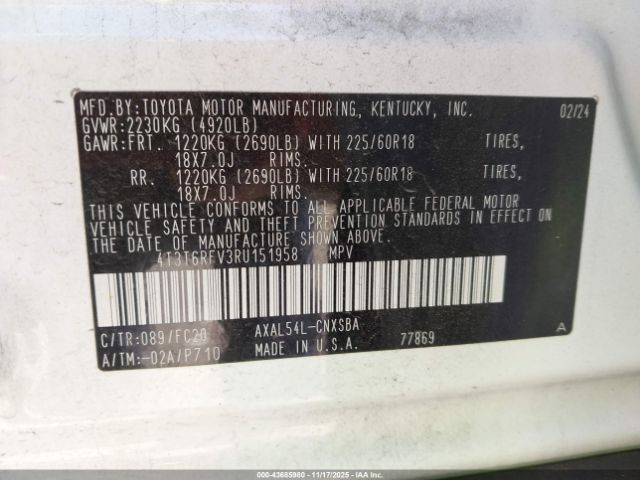 MFD.BY:TOYOTA MOTOR MANUFACTURING, KENTUCKY, INC. 02/24
GVWR:2230KG (4920LB)
GAWR:FRT. 1220KG (2690LB) WITH 225/60R18 TIRES,
18X7.0J RIMS.
RR. 1220KG (2690LB) WITH 225/60R18 TIRES,
18X7.0J RIMS.
THIS VEHICLE CONFORMS TO ALL APPLICABLE FEDERAL MOTOR
VEHICLE SAFETY AND THEFT PREVENTION STANDARDS IN EFFECT ON
THE DATE OF MANUFACTURE SHOWN ABOVE.
4T3T6RFV3RU151958 MPV
C/TR:089/FC20 AXAL54L-CNXSBA A
A/TM:-02A/P710 MADE IN U.S.A. 77869
000-43685980 - 11/17/2025 - IAAI.CA